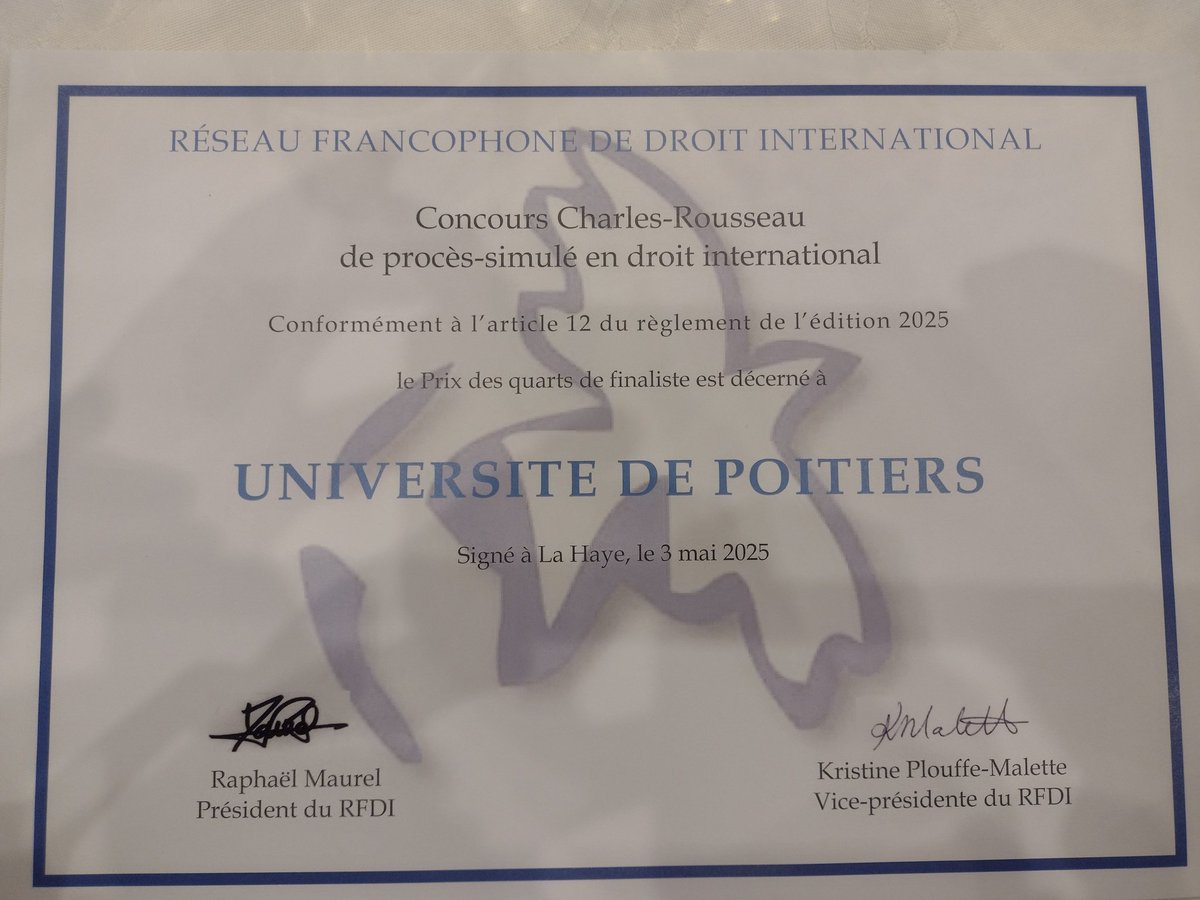 RÉSEAU FRANCOPHONE DE DROIT INTERNATIONAL
Concours Charles-Rousseau
de procès-simulé en droit international
Conformément à l'article 12 du règlement de l'édition 2025
le Prix des quarts de finaliste est décerné à
UNIVERSITE DE POITIERS
Signé à La Haye, le 3 mai 2025
KMalette
Raphaël Maurel
Président du RFDI
Kristine Plouffe-Malette
Vice-présidente du RFDI